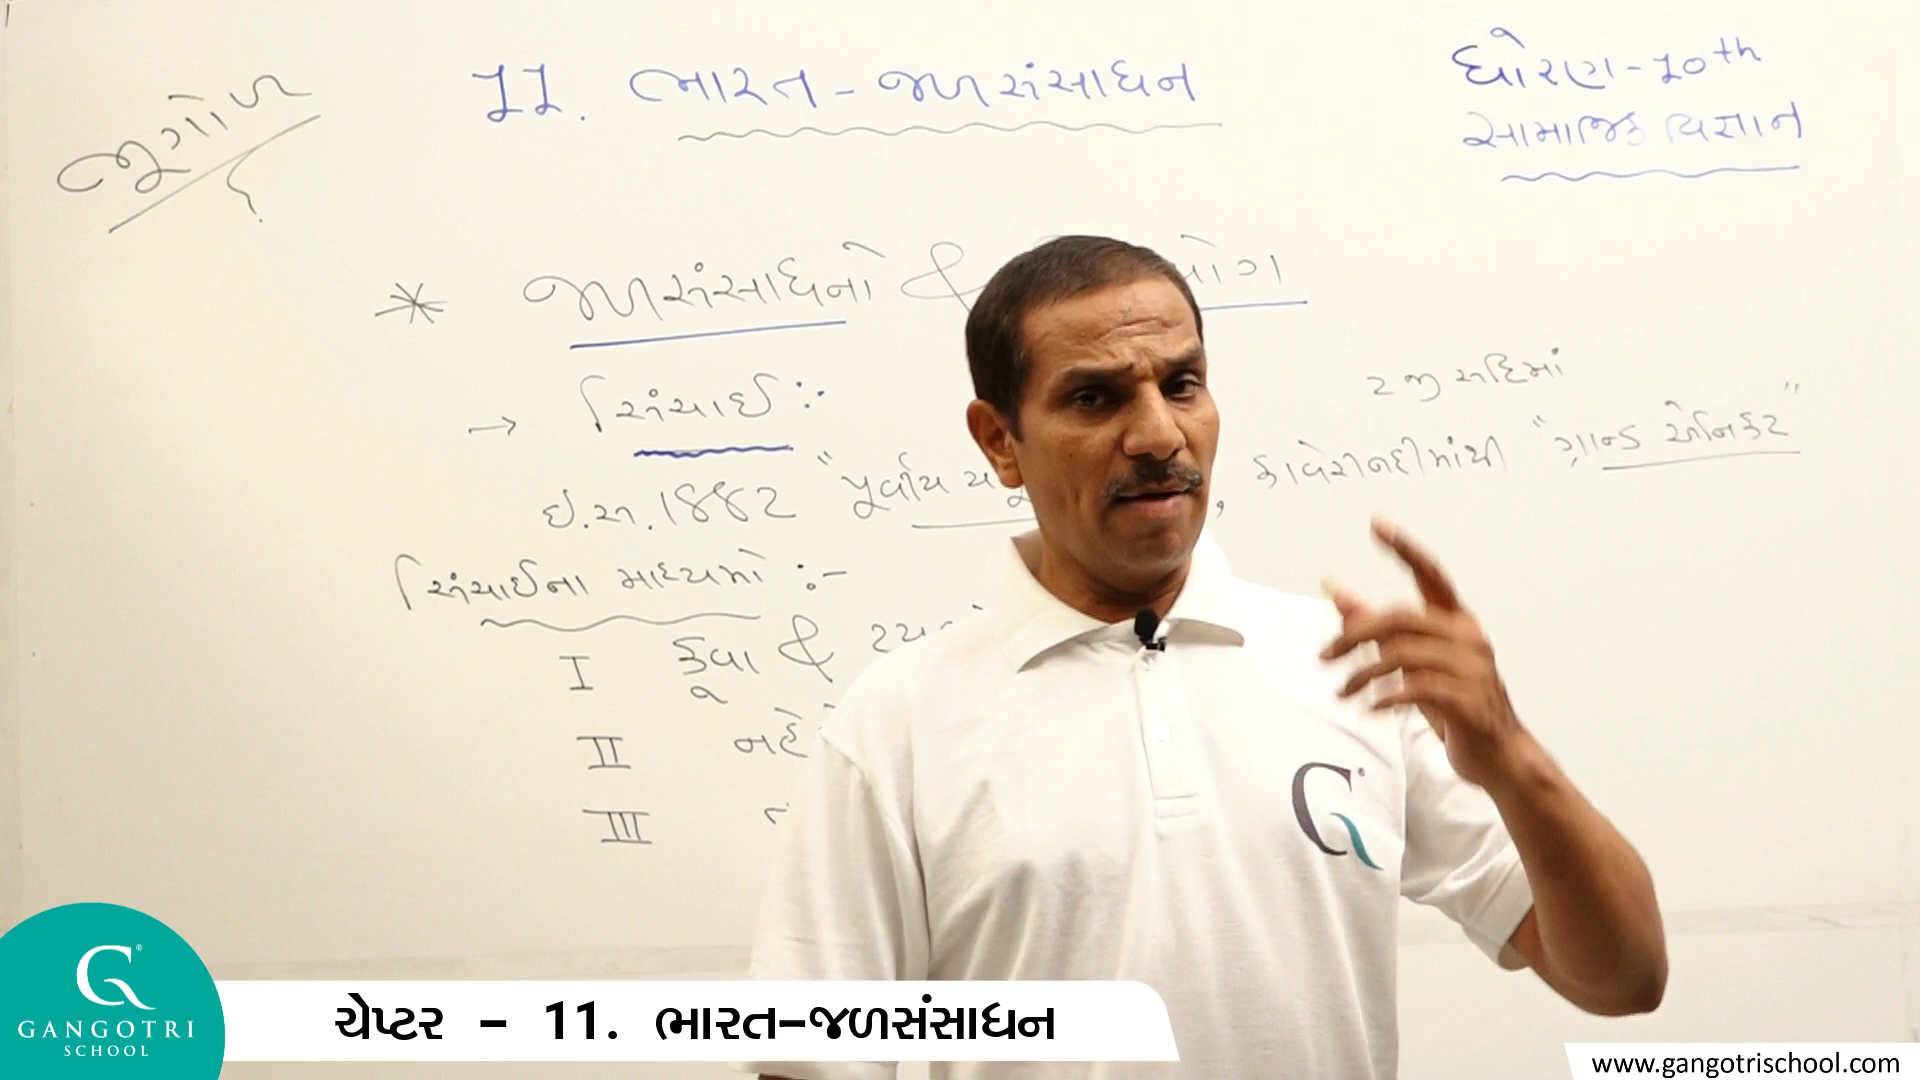 ભૂગોળ
11. ભારત - જળસંસાધન
ધોરણ - 10th
સામાજિક વિજ્ઞાન
* જળસંસાધનો &
→ સિંચાઈ :-
ઈ.સ. 1882 "પૂર્વીય
2જી સદીમાં
, કાવેરી નદીમાંથી "ગ્રાન્ડ એનિકટ"
સિંચાઈના માધ્યમો :-
I કૂવા &
II
III
GANGOTRI
SCHOOL
ચેપ્ટર - 11. ભારત-જળસંસાધન
www.gangotrischool.com